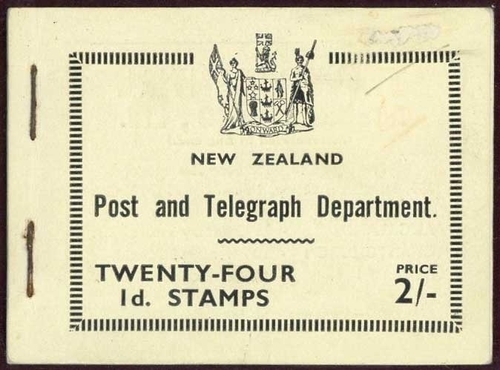 ONWARD
NEW ZEALAND
Post and Telegraph Department.
TWENTY-FOUR
1d. STAMPS
PRICE
2/-